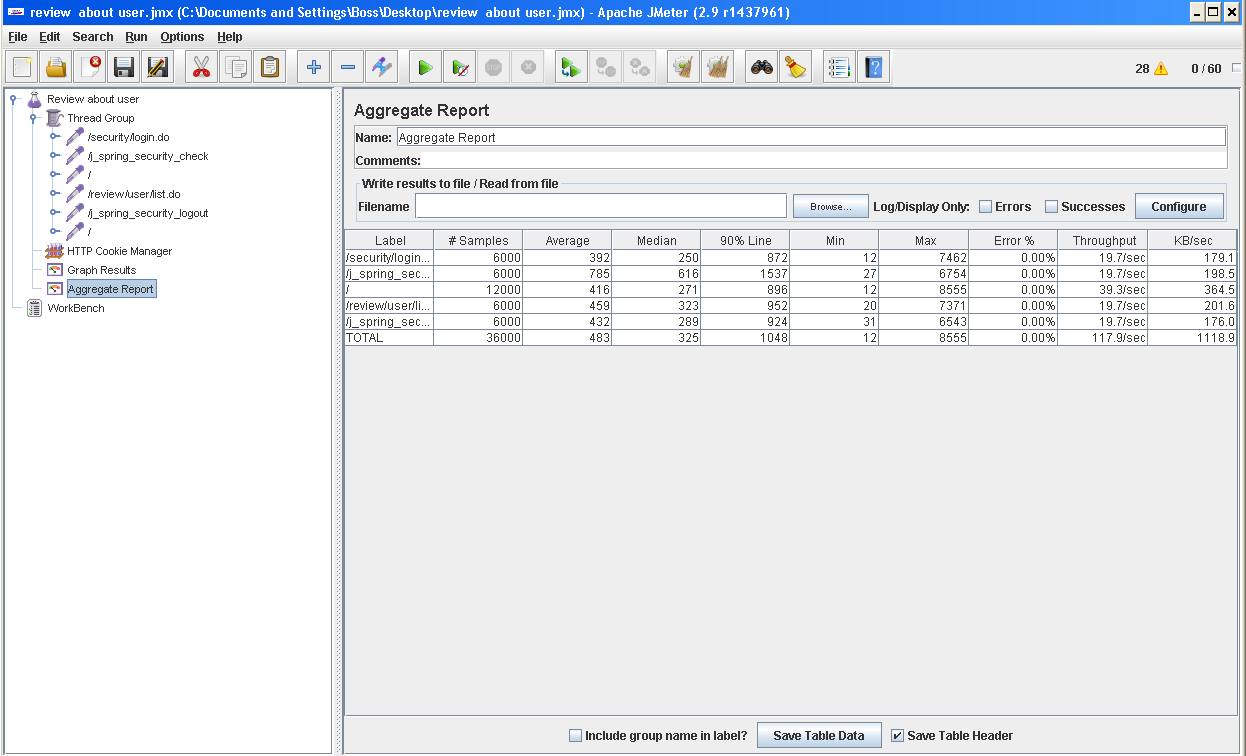 review about user.jmx (C:\Documents and Settings\Boss\Desktop\review about user.jmx) - Apache JMeter (2.9 r1437961)
File Edit Search Run Options Help
28 0 / 60
Review about user
Thread Group
/security/login.do
/j_spring_security_check
/
/review/user/list.do
/j_spring_security_logout
/
HTTP Cookie Manager
Graph Results
Aggregate Report
WorkBench
Aggregate Report
Name: Aggregate Report
Comments:
Write results to file / Read from file
Filename Browse... Log/Display Only: Errors Successes Configure
Label # Samples Average Median 90% Line Min Max Error % Throughput KB/sec
/security/login... 6000 392 250 872 12 7462 0.00% 19.7/sec 179.1
/j_spring_sec... 6000 785 616 1537 27 6754 0.00% 19.7/sec 198.5
/ 12000 416 271 896 12 8555 0.00% 39.3/sec 364.5
/review/user/li... 6000 459 323 952 20 7371 0.00% 19.7/sec 201.6
/j_spring_sec... 6000 432 289 924 31 6543 0.00% 19.7/sec 176.0
TOTAL 36000 483 325 1048 12 8555 0.00% 117.9/sec 1118.9
Include group name in label? Save Table Data Save Table Header